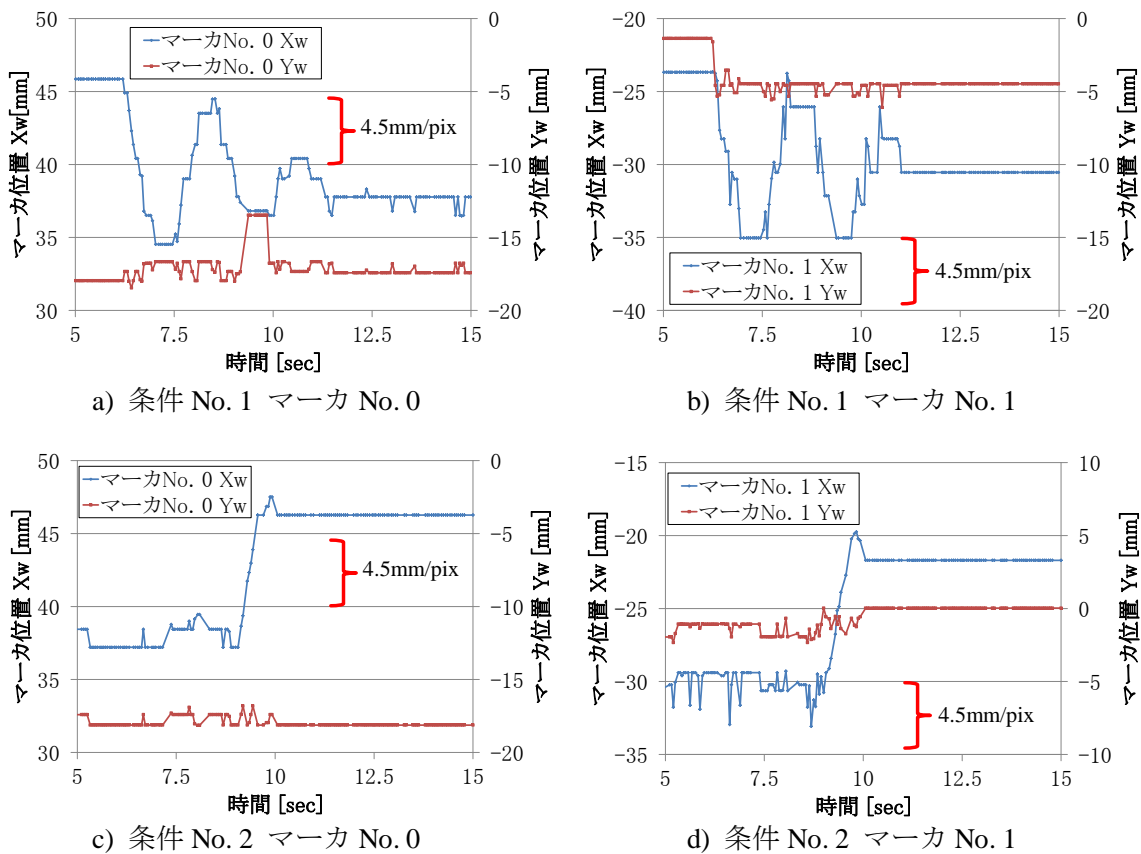 マーカ位置 Xw[mm]
50
45
40
35
30
マーカNo. 0 Xw
マーカNo. 0 Yw
4.5mm/pix
0
-5
-10
-15
-20
マーカ位置 Yw [mm]
5 7.5 10 12.5 15
時間 [sec]
a) 条件 No. 1 マーカ No. 0
マーカ位置 Xw [mm]
-20
-25
-30
-35
-40
マーカNo. 1 Xw
マーカNo. 1 Yw
4.5mm/pix
0
-5
-10
-15
-20
マーカ位置 Yw [mm]
5 7.5 10 12.5 15
時間 [sec]
b) 条件 No. 1 マーカ No. 1
マーカ位置 Xw [mm]
50
45
40
35
30
マーカNo. 0 Xw
マーカNo. 0 Yw
4.5mm/pix
0
-5
-10
-15
-20
マーカ位置 Yw [mm]
5 7.5 10 12.5 15
時間 [sec]
c) 条件 No. 2 マーカ No. 0
マーカ位置 Xw [mm]
-15
-20
-25
-30
-35
マーカNo. 1 Xw
マーカNo. 1 Yw
4.5mm/pix
10
5
0
-5
-10
マーカ位置 Yw [mm]
5 7.5 10 12.5 15
時間 [sec]
d) 条件 No. 2 マーカ No. 1